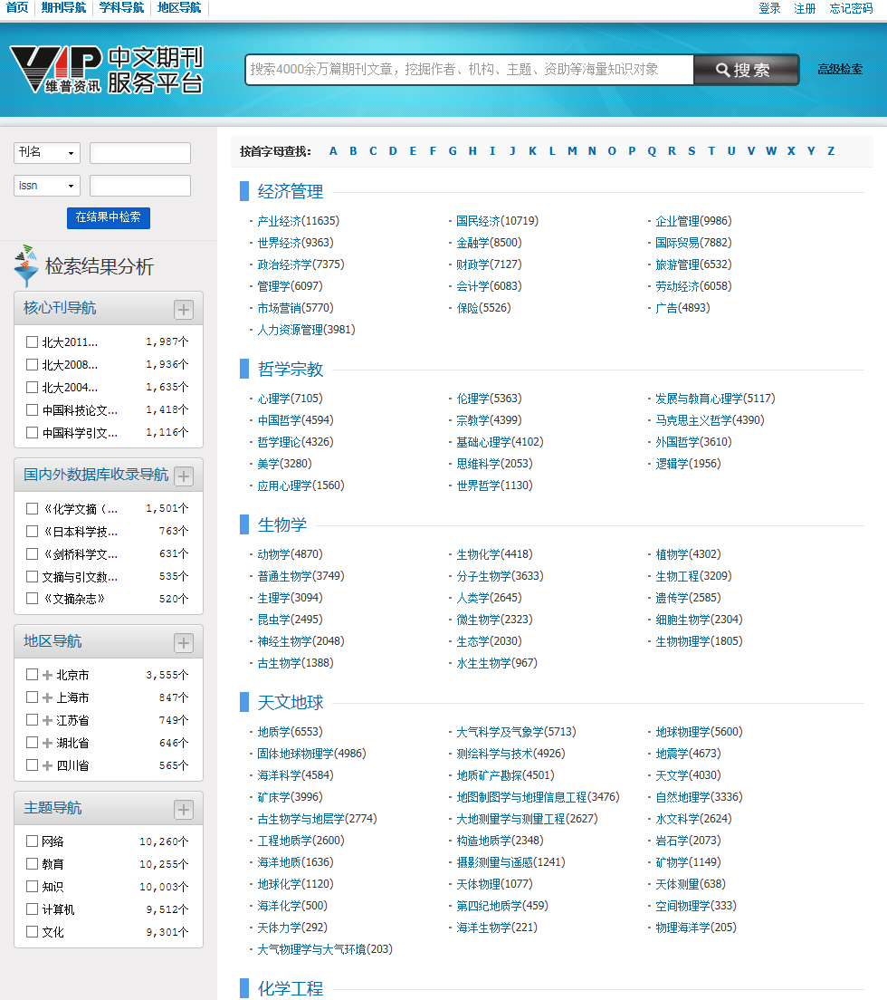 首页 期刊导航 学科导航 地区导航 登录 注册 忘记密码
VIP 维普资讯 中文期刊服务平台
搜索4000余万篇期刊文章，挖掘作者、机构、主题、资助等海量知识对象 搜索 高级检索
刊名
issn
在结果中检索
检索结果分析
核心刊导航
北大2011... 1,987个
北大2008... 1,936个
北大2004... 1,635个
中国科技论文... 1,418个
中国科学引文... 1,116个
国内外数据库收录导航
《化学文摘（... 1,501个
《日本科学技... 763个
《剑桥科学文... 631个
文摘与引文数... 535个
《文摘杂志》 520个
地区导航
北京市 3,555个
上海市 847个
江苏省 749个
湖北省 646个
四川省 565个
主题导航
网络 10,260个
教育 10,255个
知识 10,003个
计算机 9,512个
文化 9,301个
按首字母查找： A B C D E F G H I J K L M N O P Q R S T U V W X Y Z
经济管理
· 产业经济(11635) · 国民经济(10719) · 企业管理(9986)
· 世界经济(9363) · 金融学(8500) · 国际贸易(7882)
· 政治经济学(7375) · 财政学(7127) · 旅游管理(6532)
· 管理学(6097) · 会计学(6083) · 劳动经济(6058)
· 市场营销(5770) · 保险(5526) · 广告(4893)
· 人力资源管理(3981)
哲学宗教
· 心理学(7105) · 伦理学(5363) · 发展与教育心理学(5117)
· 中国哲学(4594) · 宗教学(4399) · 马克思主义哲学(4390)
· 哲学理论(4326) · 基础心理学(4102) · 外国哲学(3610)
· 美学(3280) · 思维科学(2053) · 逻辑学(1956)
· 应用心理学(1560) · 世界哲学(1130)
生物学
· 动物学(4870) · 生物化学(4418) · 植物学(4302)
· 普通生物学(3749) · 分子生物学(3633) · 生物工程(3209)
· 生理学(3094) · 人类学(2645) · 遗传学(2585)
· 昆虫学(2495) · 微生物学(2323) · 细胞生物学(2304)
· 神经生物学(2048) · 生态学(2030) · 生物物理学(1805)
· 古生物学(1388) · 水生生物学(967)
天文地球
· 地质学(6553) · 大气科学及气象学(5713) · 地球物理学(5600)
· 固体地球物理学(4986) · 测绘科学与技术(4926) · 地震学(4673)
· 海洋科学(4584) · 地质矿产勘探(4501) · 天文学(4030)
· 矿床学(3996) · 地图制图学与地理信息工程(3476) · 自然地理学(3336)
· 古生物学与地层学(2774) · 大地测量学与测量工程(2627) · 水文科学(2624)
· 工程地质学(2600) · 构造地质学(2348) · 岩石学(2073)
· 海洋地质(1636) · 摄影测量与遥感(1241) · 矿物学(1149)
· 地球化学(1120) · 天体物理(1077) · 天体测量(638)
· 海洋化学(500) · 第四纪地质学(459) · 空间物理学(333)
· 天体力学(292) · 海洋生物学(221) · 物理海洋学(205)
· 大气物理学与大气环境(203)
化学工程